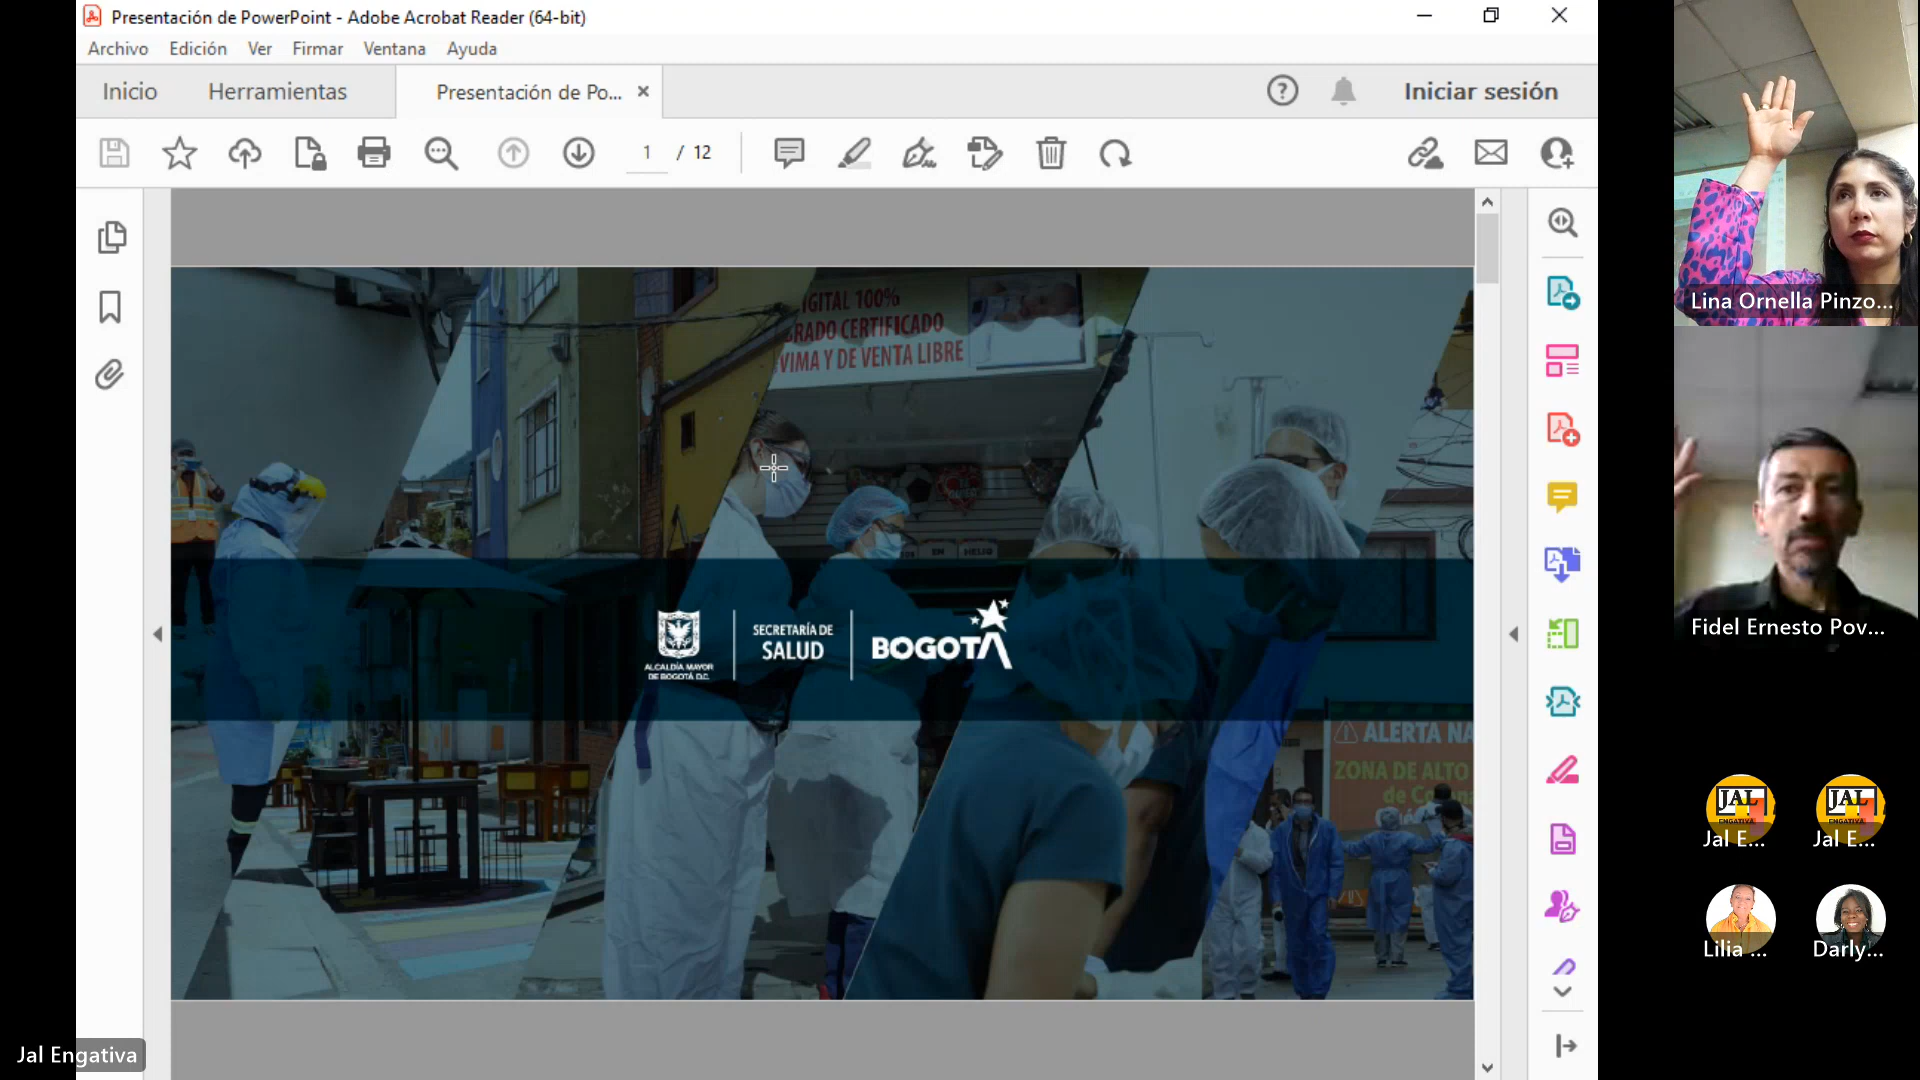 Presentación de PowerPoint - Adobe Acrobat Reader (64-bit)
Archivo Edición Ver Firmar Ventana Ayuda
Inicio Herramientas Presentación de Po... Iniciar sesión
1 / 12
IGITAL 100%
GRADO CERTIFICADO
VIMA Y DE VENTA LIBRE
ALCALDÍA MAYOR
DE BOGOTÁ D.C.
SECRETARÍA DE
SALUD
BOGOTÁ
ALERTA NA
ZONA DE ALTO
Lina Ornella Pinzo...
Fidel Ernesto Pov...
JAL
ENGATIVÁ
Jal E...
JAL
Jal E...
Lilia ...
Darly...
Jal Engativa